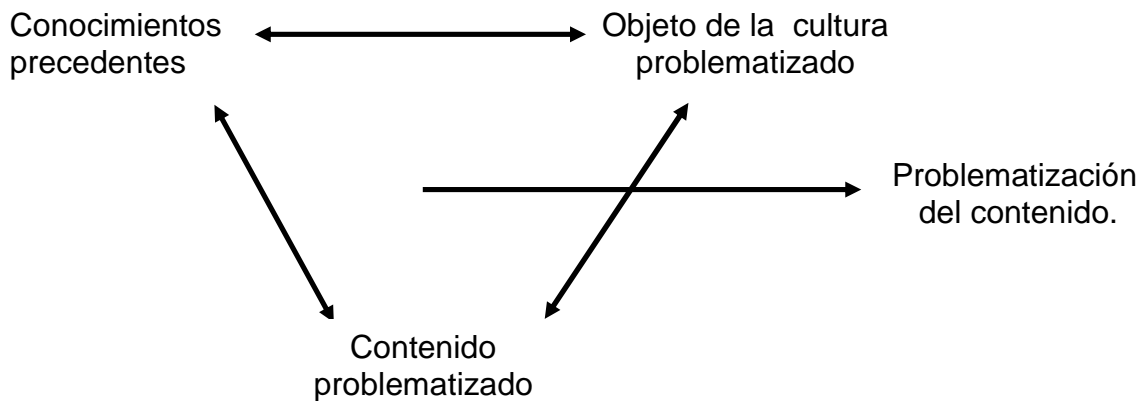 Conocimientos
precedentes
Objeto de la cultura
problematizado
Problematización
del contenido.
Contenido
problematizado